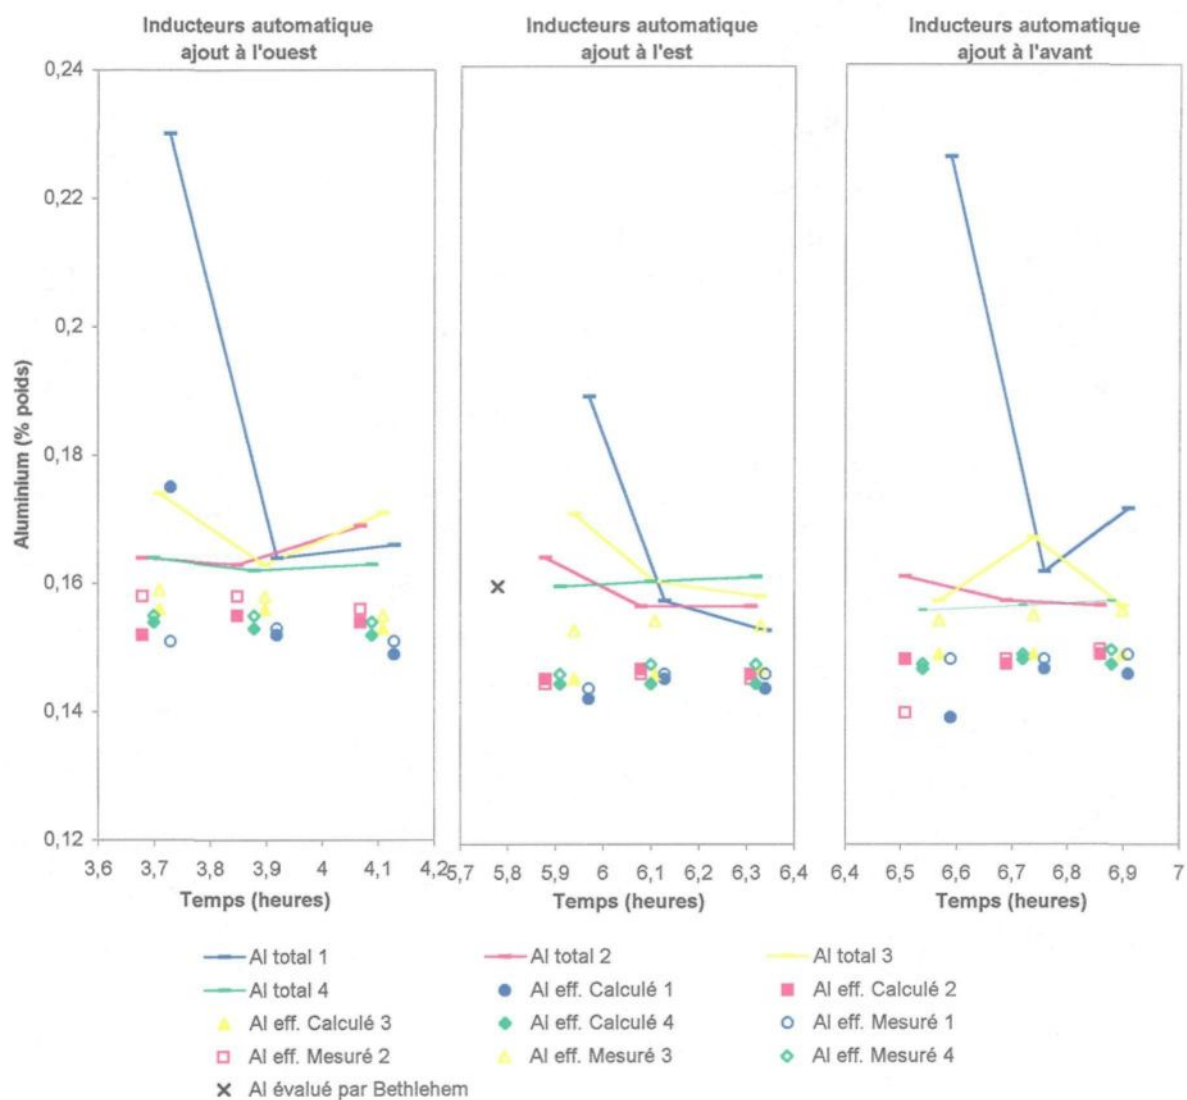 Inducteurs automatique
ajout à l'ouest
Inducteurs automatique
ajout à l'est
Inducteurs automatique
ajout à l'avant
0,24
0,22
0,2
0,18
0,16
0,14
0,12
Aluminium (% poids)
3,6 3,7 3,8 3,9 4 4,1 4,2
5,7 5,8 5,9 6 6,1 6,2 6,3 6,4
6,4 6,5 6,6 6,7 6,8 6,9 7
Temps (heures)
Temps (heures)
Temps (heures)
Al total 1
Al total 2
Al total 3
Al total 4
Al eff. Calculé 1
Al eff. Calculé 2
Al eff. Calculé 3
Al eff. Calculé 4
Al eff. Mesuré 1
Al eff. Mesuré 2
Al eff. Mesuré 3
Al eff. Mesuré 4
Al évalué par Bethlehem